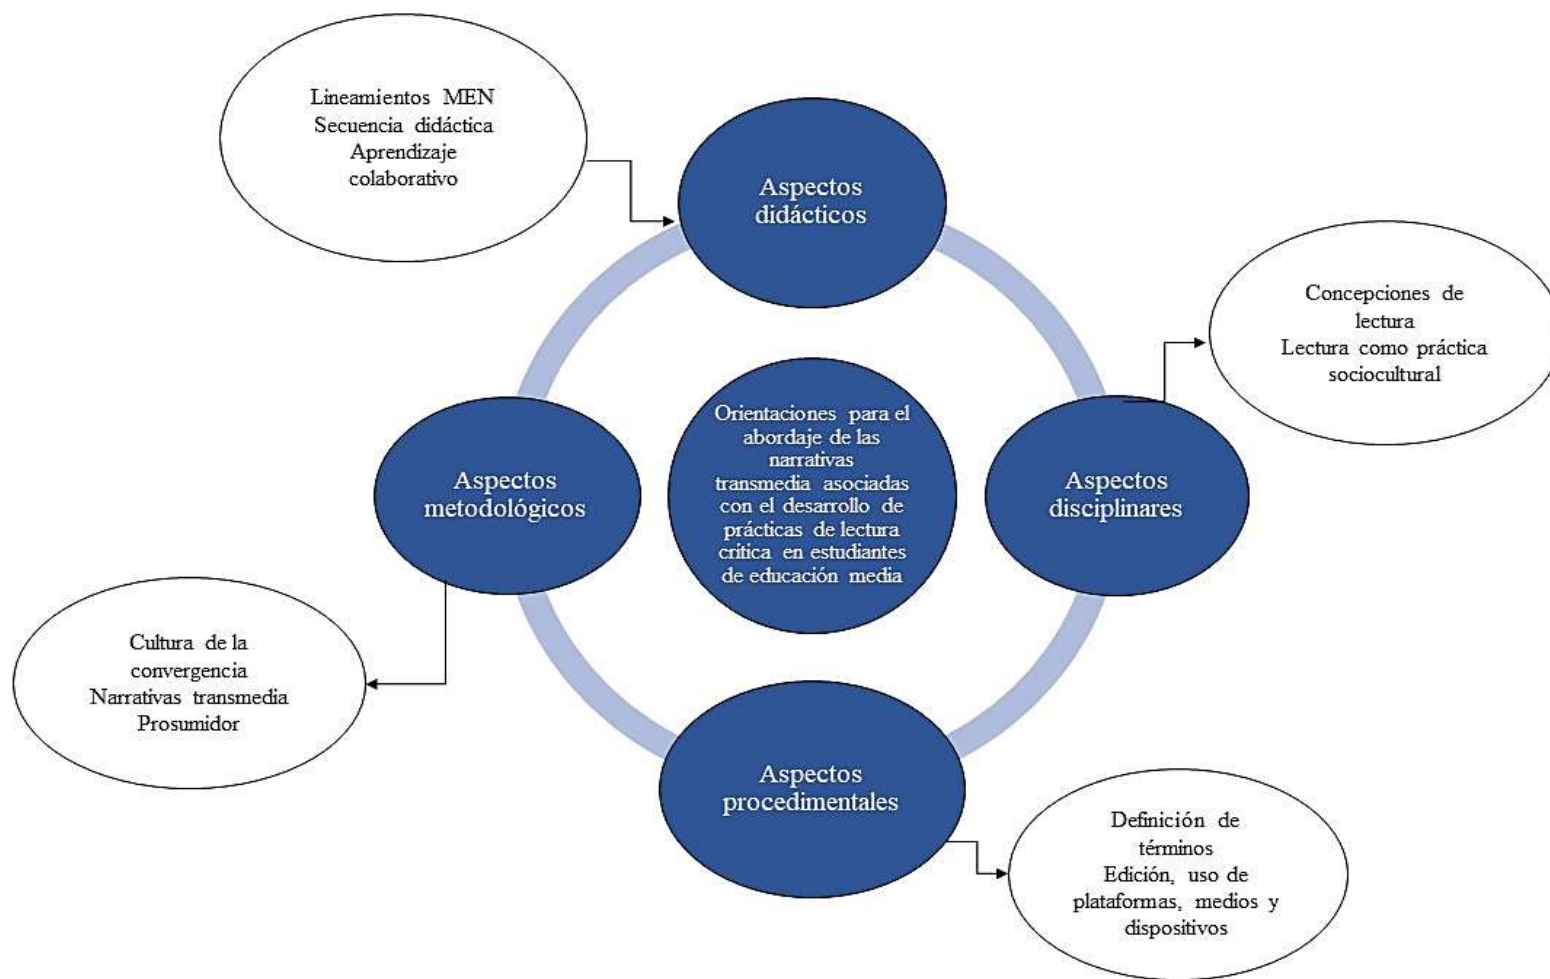 Lineamientos MEN
Secuencia didáctica
Aprendizaje
colaborativo
Aspectos
didácticos
Concepciones de
lectura
Lectura como práctica
sociocultural
Orientaciones para el
abordaje de las
narrativas
transmedia asociadas
con el desarrollo de
prácticas de lectura
crítica en estudiantes
de educación media
Aspectos
metodológicos
Aspectos
disciplinares
Cultura de la
convergencia
Narrativas transmedia
Prosumidor
Aspectos
procedimentales
Definición de
términos
Edición, uso de
plataformas, medios y
dispositivos